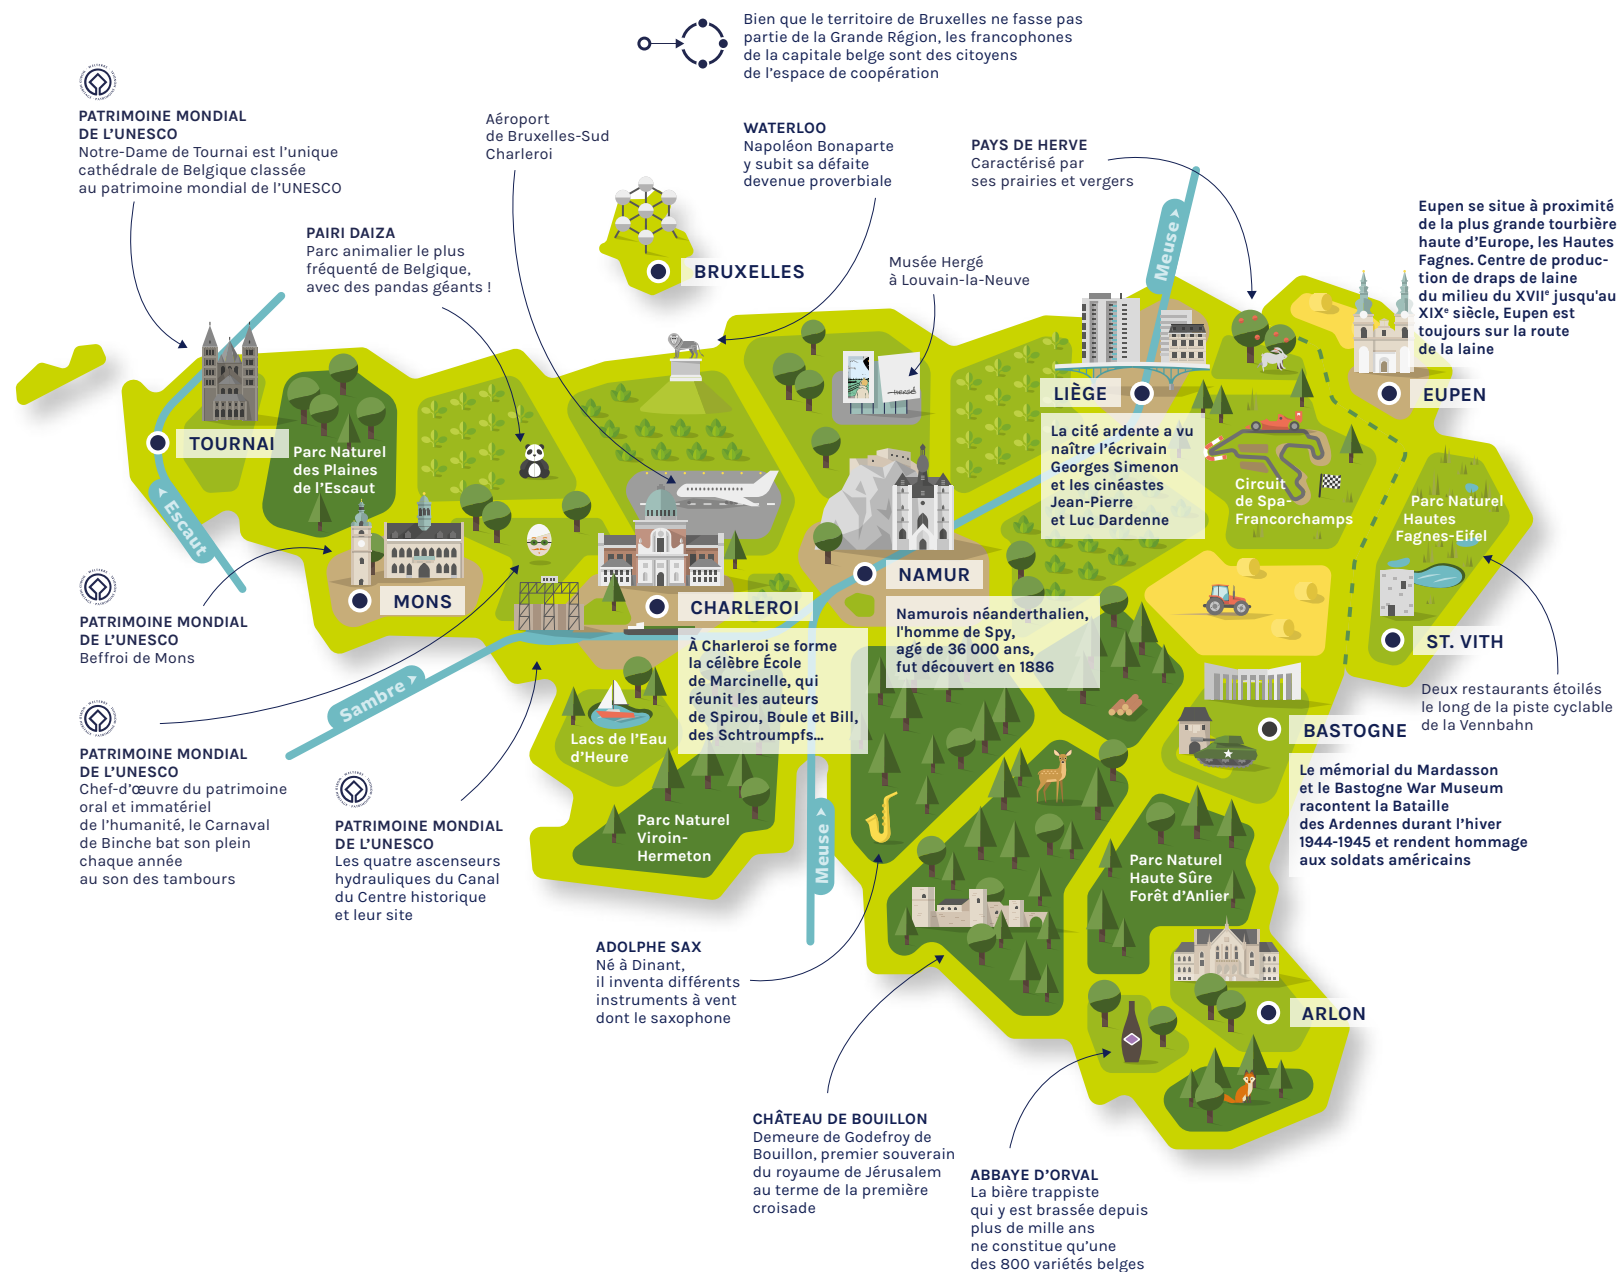 Bien que le territoire de Bruxelles ne fasse pas
partie de la Grande Région, les francophones
de la capitale belge sont des citoyens
de l'espace de coopération
PATRIMOINE MONDIAL
DE L'UNESCO
Notre-Dame de Tournai est l'unique
cathédrale de Belgique classée
au patrimoine mondial de l'UNESCO
Aéroport
de Bruxelles-Sud
Charleroi
WATERLOO
Napoléon Bonaparte
y subit sa défaite
devenue proverbiale
PAYS DE HERVE
Caractérisé par
ses prairies et vergers
Eupen se situe à proximité
de la plus grande tourbière
haute d'Europe, les Hautes
Fagnes. Centre de produc-
tion de draps de laine
du milieu du XVIIe jusqu'au
XIXe siècle, Eupen est
toujours sur la route
de la laine
PAIRI DAIZA
Parc animalier le plus
fréquenté de Belgique,
avec des pandas géants !
BRUXELLES
Musée Hergé
à Louvain-la-Neuve
Meuse
HERGÉ
LIÈGE
EUPEN
La cité ardente a vu
naître l'écrivain
Georges Simenon
et les cinéastes
Jean-Pierre
et Luc Dardenne
TOURNAI
Parc Naturel
des Plaines
de l'Escaut
Escaut
Circuit
de Spa-
Francorchamps
Parc Naturel
Hautes
Fagnes-Eifel
MONS
CHARLEROI
NAMUR
Namurois néanderthalien,
l'homme de Spy,
agé de 36 000 ans,
fut découvert en 1886
À Charleroi se forme
la célèbre École
de Marcinelle, qui
réunit les auteurs
de Spirou, Boule et Bill,
des Schtroumpfs...
ST. VITH
Deux restaurants étoilés
le long de la piste cyclable
de la Vennbahn
PATRIMOINE MONDIAL
DE L'UNESCO
Beffroi de Mons
Sambre
PATRIMOINE MONDIAL
DE L'UNESCO
Chef-d'œuvre du patrimoine
oral et immatériel
de l'humanité, le Carnaval
de Binche bat son plein
chaque année
au son des tambours
PATRIMOINE MONDIAL
DE L'UNESCO
Les quatre ascenseurs
hydrauliques du Canal
du Centre historique
et leur site
Lacs de l'Eau
d'Heure
Parc Naturel
Viroin-
Hermeton
Meuse
BASTOGNE
Le mémorial du Mardasson
et le Bastogne War Museum
racontent la Bataille
des Ardennes durant l'hiver
1944-1945 et rendent hommage
aux soldats américains
Parc Naturel
Haute Sûre
Forêt d'Anlier
ADOLPHE SAX
Né à Dinant,
il inventa différents
instruments à vent
dont le saxophone
ARLON
CHÂTEAU DE BOUILLON
Demeure de Godefroy de
Bouillon, premier souverain
du royaume de Jérusalem
au terme de la première
croisade
ABBAYE D'ORVAL
La bière trappiste
qui y est brassée depuis
plus de mille ans
ne constitue qu'une
des 800 variétés belges